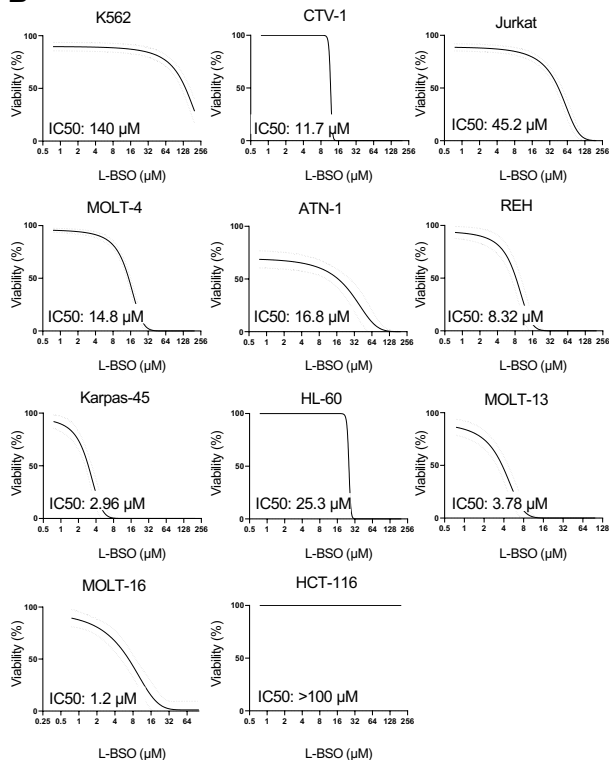 K562
Viability (%)
100
50
0
IC50: 140 µM
0.5 1 2 4 8 16 32 64 128 256
L-BSO (µM)
CTV-1
Viability (%)
100
50
0
IC50: 11.7 µM
0.5 1 2 4 8 16 32 64 128 256
L-BSO (µM)
Jurkat
Viability (%)
100
50
0
IC50: 45.2 µM
0.5 1 2 4 8 16 32 64 128 256
L-BSO (µM)
MOLT-4
Viability (%)
100
50
0
IC50: 14.8 µM
0.5 1 2 4 8 16 32 64 128 256
L-BSO (µM)
ATN-1
Viability (%)
100
50
0
IC50: 16.8 µM
0.5 1 2 4 8 16 32 64 128 256
L-BSO (µM)
REH
Viability (%)
100
50
0
IC50: 8.32 µM
0.5 1 2 4 8 16 32 64 128
L-BSO (µM)
Karpas-45
Viability (%)
100
50
0
IC50: 2.96 µM
0.5 1 2 4 8 16 32 64 128 256
L-BSO (µM)
HL-60
Viability (%)
100
50
0
IC50: 25.3 µM
0.5 1 2 4 8 16 32 64 128 256
L-BSO (µM)
MOLT-13
Viability (%)
100
50
0
IC50: 3.78 µM
0.5 1 2 4 8 16 32 64 128
L-BSO (µM)
MOLT-16
Viability (%)
100
50
0
IC50: 1.2 µM
0.25 0.5 1 2 4 8 16 32 64
L-BSO (µM)
HCT-116
Viability (%)
100
50
0
IC50: >100 µM
0.5 1 2 4 8 16 32 64 128 256
L-BSO (µM)